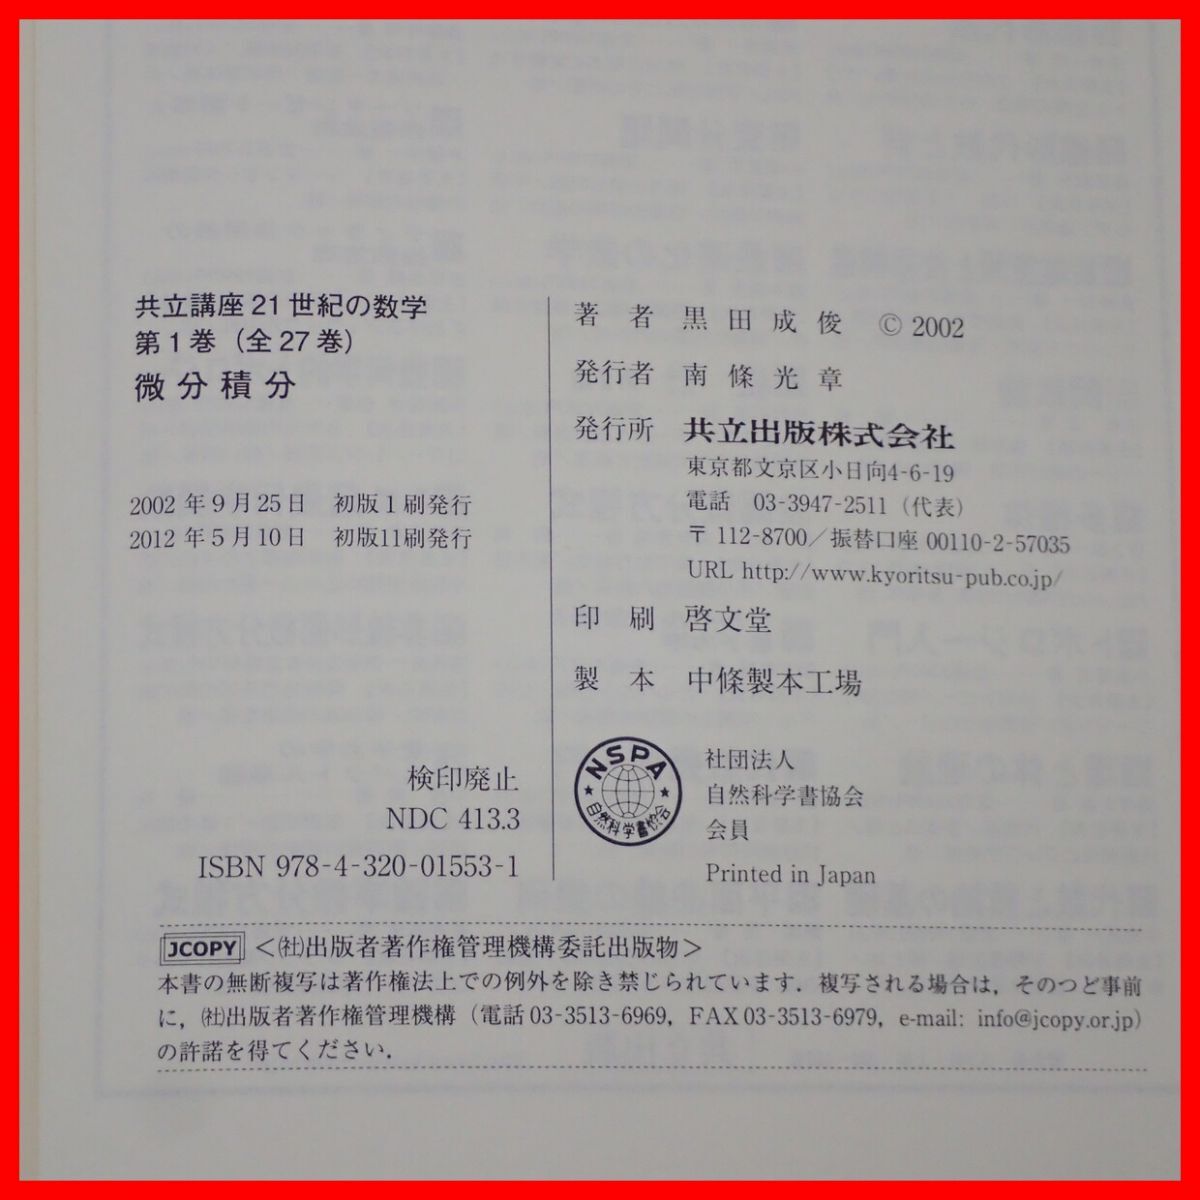 共立講座 21 世紀の数学
第 1 巻（全 27 巻）
微 分 積 分
2002 年 9 月 25 日　初版 1 刷発行
2012 年 5 月 10 日　初版11刷発行
検印廃止
NDC 413.3
ISBN 978-4-320-01553-1
著　者　黒 田 成 俊　© 2002
発行者　南 條 光 章
発行所　共立出版株式会社
東京都文京区小日向4-6-19
電話　03-3947-2511（代表）
〒 112-8700／振替口座 00110-2-57035
URL http://www.kyoritsu-pub.co.jp/
印　刷　啓文堂
製　本　中條製本工場
NSPA
自然科学書協会
社団法人
自然科学書協会
会員
Printed in Japan
JCOPY ＜㈳出版者著作権管理機構委託出版物＞
本書の無断複写は著作権法上での例外を除き禁じられています．複写される場合は，そのつど事前
に，㈳出版者著作権管理機構（電話 03-3513-6969，FAX 03-3513-6979，e-mail: info@jcopy.or.jp）
の許諾を得てください．